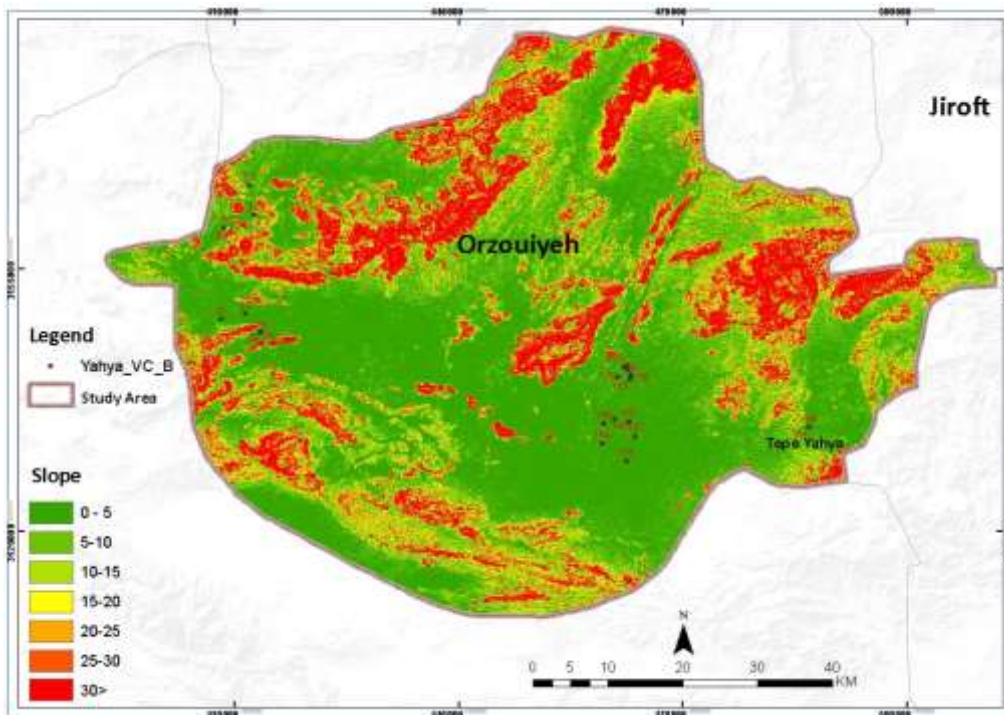 Jiroft
Orzouiyeh
Tepe Yahya
Legend
Yahya_VC_B
Study Area
Slope
0 - 5
5-10
10-15
15-20
20-25
25-30
30>
N
0 5 10 20 30 40
KM